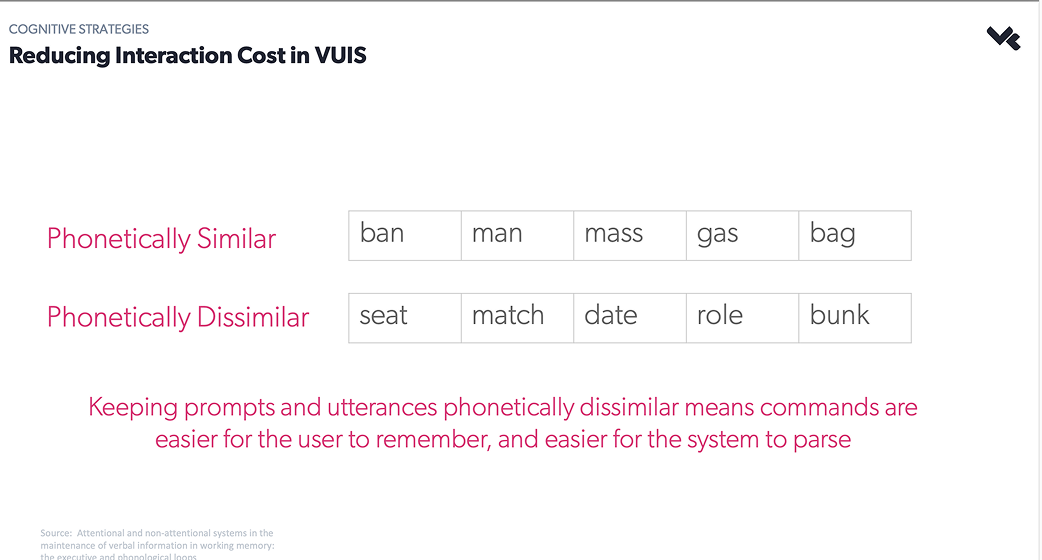 COGNITIVE STRATEGIES
Reducing Interaction Cost in VUIS
Phonetically Similar
ban man mass gas bag
Phonetically Dissimilar
seat match date role bunk
Keeping prompts and utterances phonetically dissimilar means commands are
easier for the user to remember, and easier for the system to parse
Source: Attentional and non-attentional systems in the
maintenance of verbal information in working memory:
the executive and phonological loops